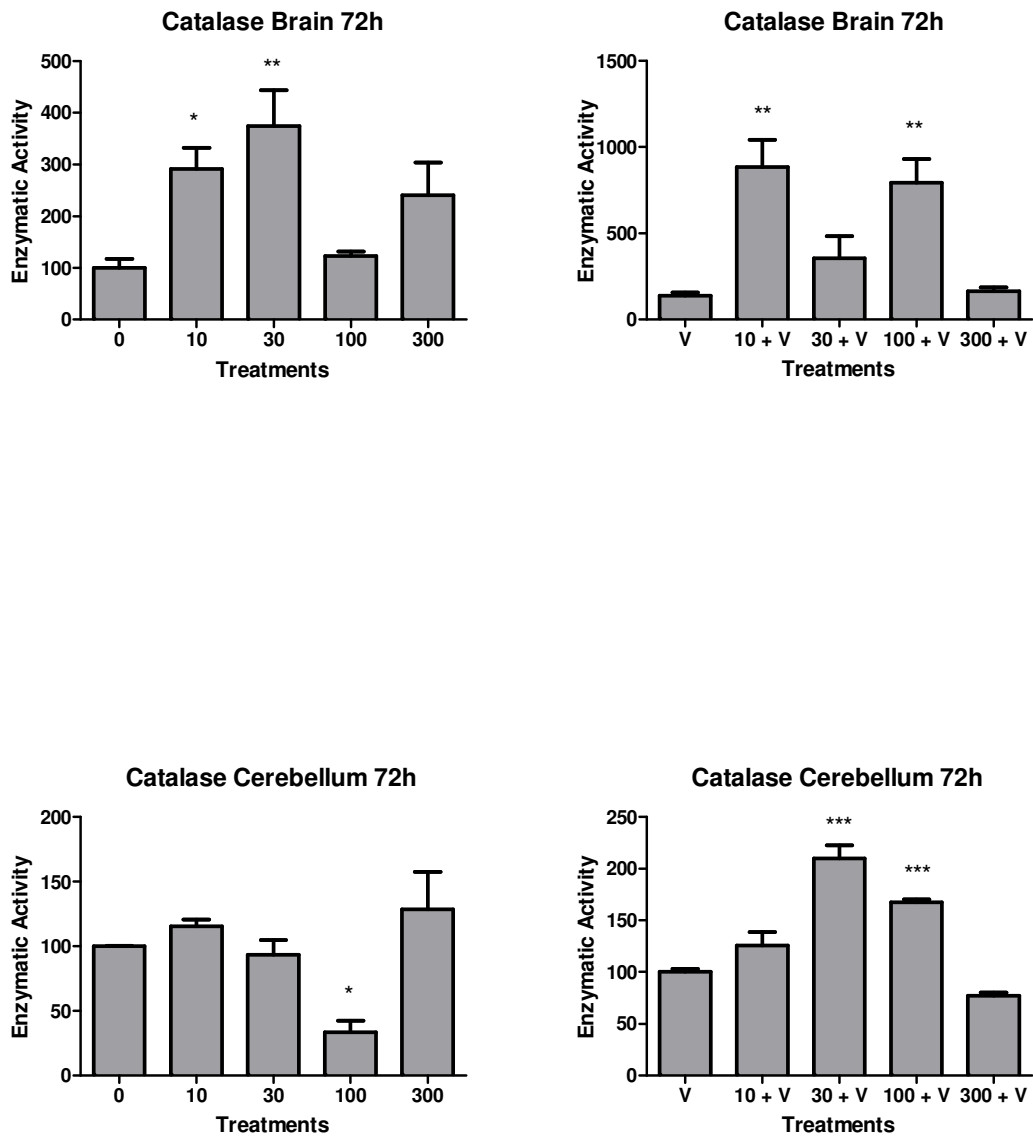 Catalase Brain 72h
500
400
300
200
100
0
Enzymatic Activity
*
**
0 10 30 100 300
Treatments
Catalase Brain 72h
1500
1000
500
0
Enzymatic Activity
**
**
V 10 + V 30 + V 100 + V 300 + V
Treatments
Catalase Cerebellum 72h
200
150
100
50
0
Enzymatic Activity
*
0 10 30 100 300
Treatments
Catalase Cerebellum 72h
250
200
150
100
50
0
Enzymatic Activity
***
***
V 10 + V 30 + V 100 + V 300 + V
Treatments